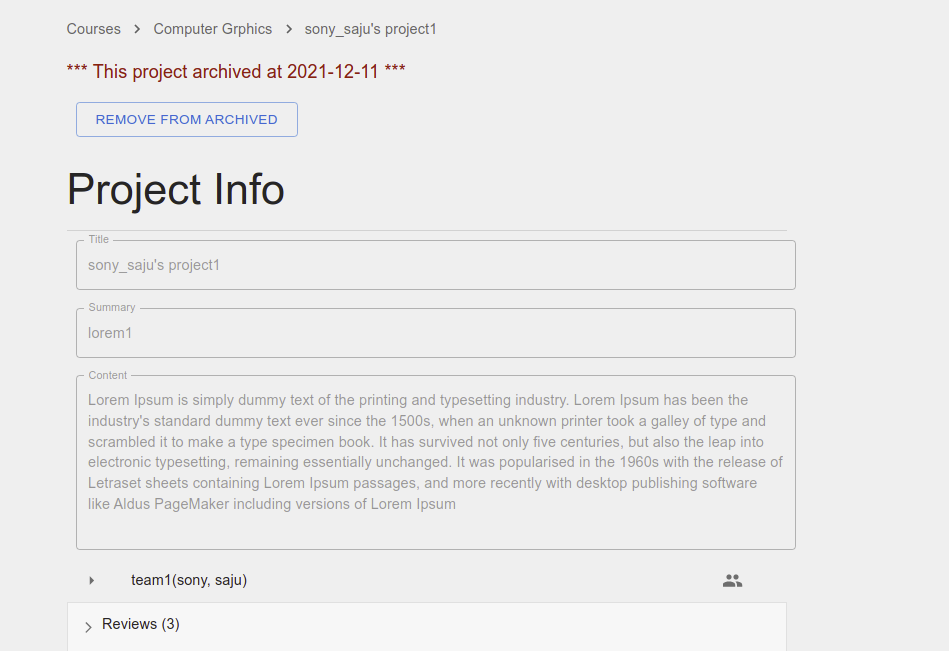 Courses > Computer Grphics > sony_saju's project1
*** This project archived at 2021-12-11 ***
REMOVE FROM ARCHIVED
Project Info
Title
sony_saju's project1
Summary
lorem1
Content
Lorem Ipsum is simply dummy text of the printing and typesetting industry. Lorem Ipsum has been the
industry's standard dummy text ever since the 1500s, when an unknown printer took a galley of type and
scrambled it to make a type specimen book. It has survived not only five centuries, but also the leap into
electronic typesetting, remaining essentially unchanged. It was popularised in the 1960s with the release of
Letraset sheets containing Lorem Ipsum passages, and more recently with desktop publishing software
like Aldus PageMaker including versions of Lorem Ipsum
team1(sony, saju)
Reviews (3)